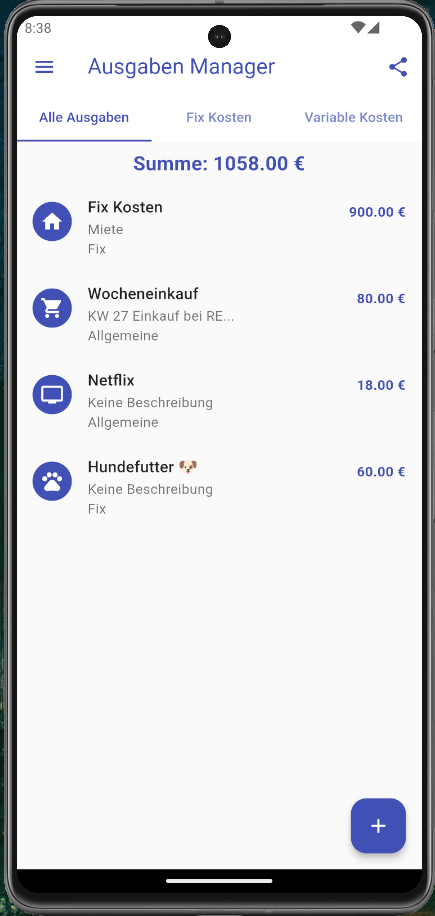 8:38
Ausgaben Manager
Alle Ausgaben Fix Kosten Variable Kosten
Summe: 1058.00 €
Fix Kosten 900.00 €
Miete
Fix
Wocheneinkauf 80.00 €
KW 27 Einkauf bei RE...
Allgemeine
Netflix 18.00 €
Keine Beschreibung
Allgemeine
Hundefutter 🐶 60.00 €
Keine Beschreibung
Fix